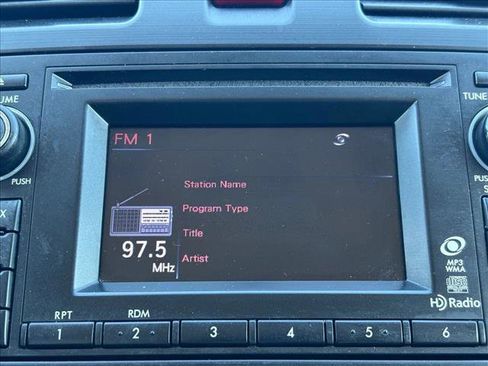 UME
TUNE
FM 1
PUSH
PUS
S
Station Name
Program Type
X
Title
97.5
MHz
Artist
MP3
WMA
HD Radio
RPT
RDM
1
2
3
4
5
6